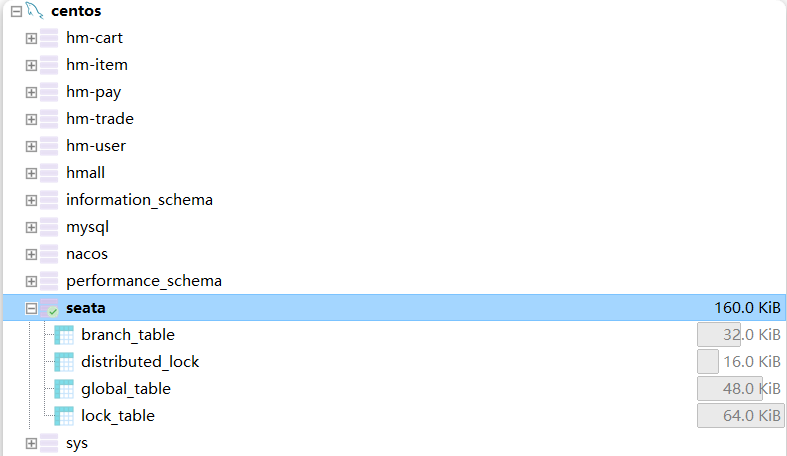 centos
hm-cart
hm-item
hm-pay
hm-trade
hm-user
hmall
information_schema
mysql
nacos
performance_schema
seata 160.0 KiB
branch_table 32.0 KiB
distributed_lock 16.0 KiB
global_table 48.0 KiB
lock_table 64.0 KiB
sys